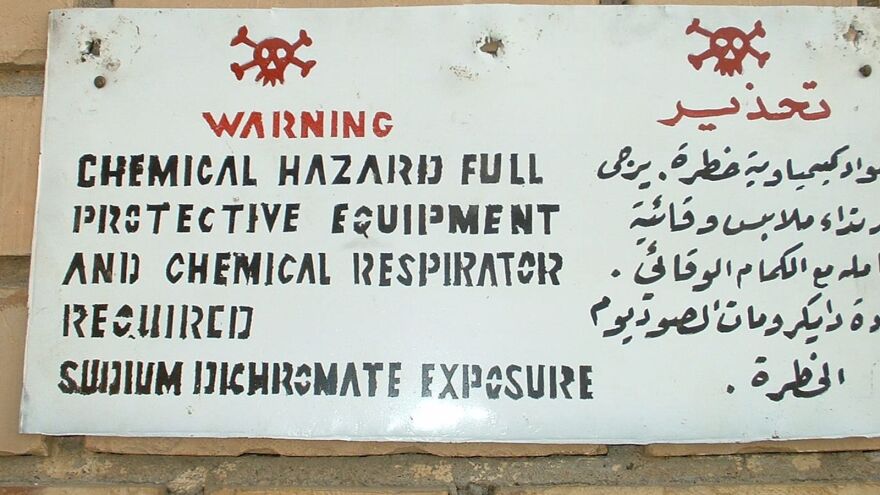 WARNING
CHEMICAL HAZARD FULL
PROTECTIVE EQUIPMENT
AND CHEMICAL RESPIRATOR
REQUIRED
SUDIUM DICHROMATE EXPOSURE
تحذير
كيمياوية خطرة. يرجى
ملابس وقائية
مع الكمام الوقائي.
دايكرومات الصوديوم
الخطرة.